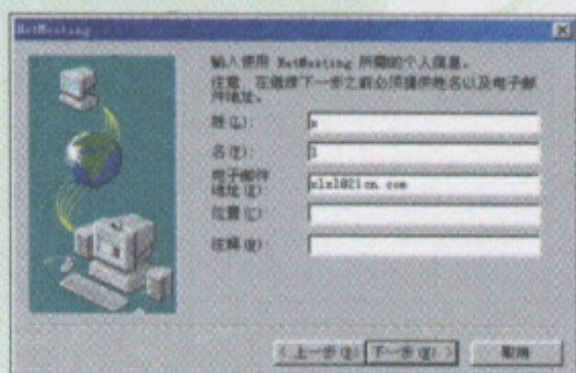 NetMeeting
输入使用 NetMeeting 所需的个人信息。
注意，在继续下一步之前必须提供姓名以及电子邮
件地址。
姓(L):
名(F):
电子邮件
地址(E)
位置(C)
注释(M):
< 上一步(B)
下一步(N) >
取消